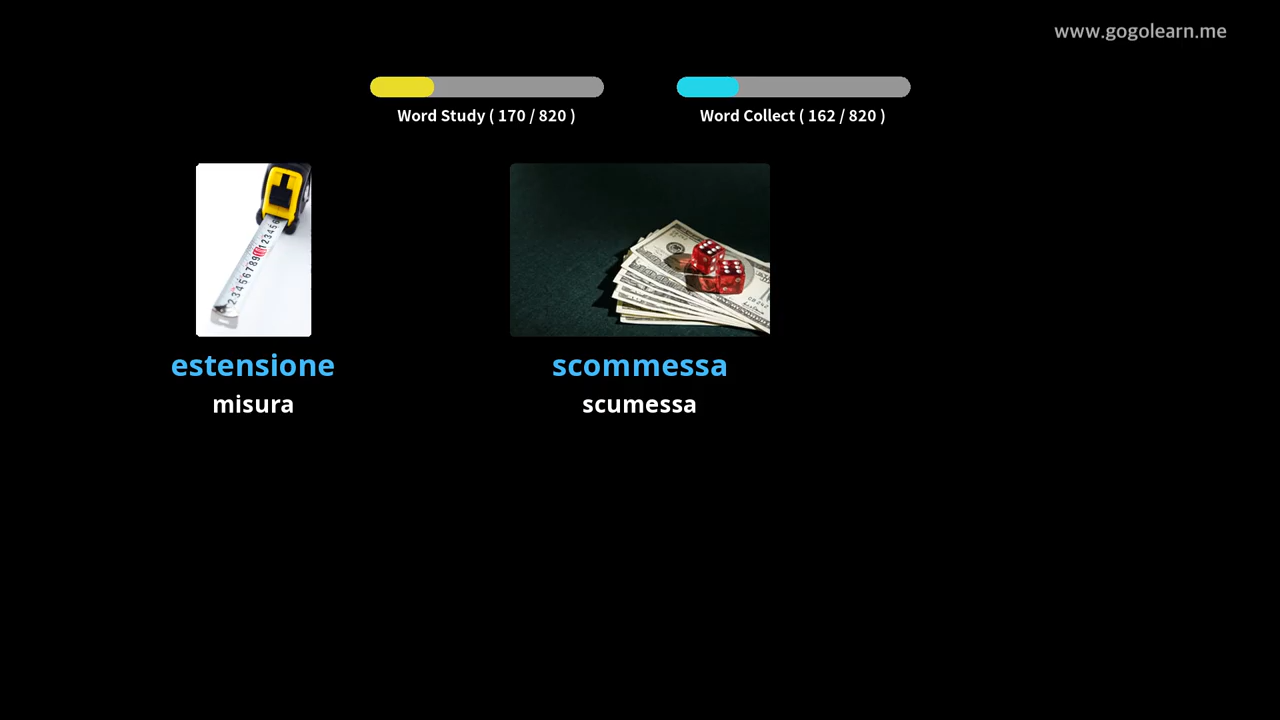 www.gogolearn.me
Word Study ( 170 / 820 )
Word Collect ( 162 / 820 )
estensione
misura
scommessa
scumessa